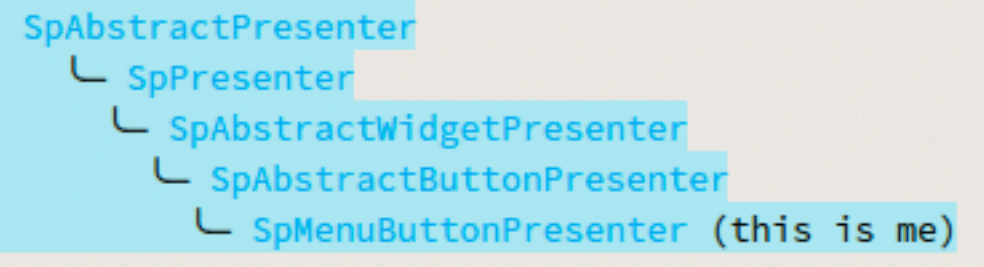 SpAbstractPresenter
╰─ SpPresenter
╰─ SpAbstractWidgetPresenter
╰─ SpAbstractButtonPresenter
╰─ SpMenuButtonPresenter (this is me)